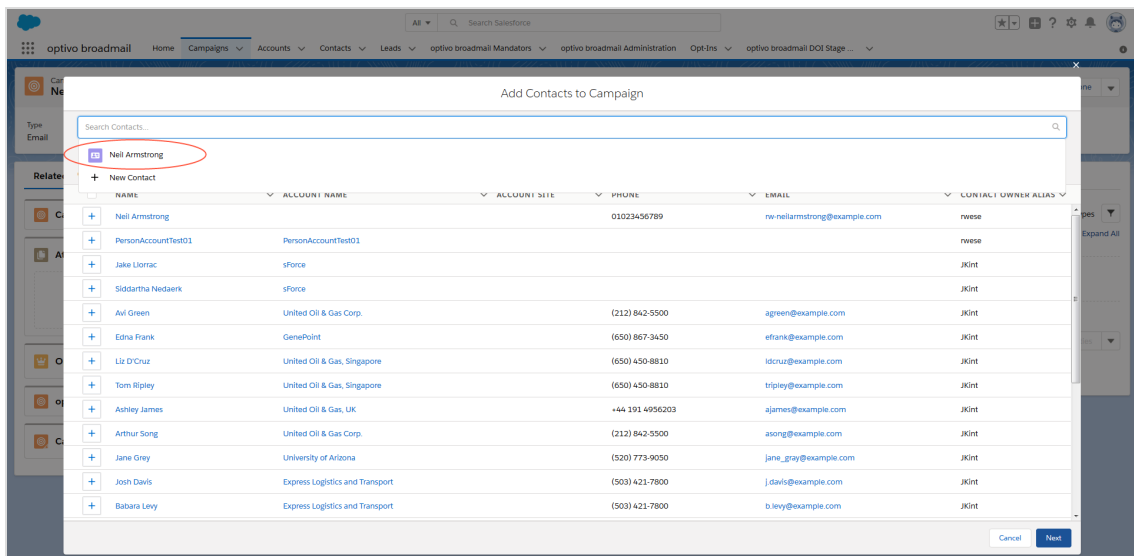 All Search Salesforce
optivo broadmail Home Campaigns Accounts Contacts Leads optivo broadmail Mandators optivo broadmail Administration Opt-Ins optivo broadmail DOI Stage ...
Add Contacts to Campaign
Type
Email
Search Contacts...
Neil Armstrong
+ New Contact
Relate
NAME ACCOUNT NAME ACCOUNT SITE PHONE EMAIL CONTACT OWNER ALIAS
Neil Armstrong 01023456789 rw-neilarmstrong@example.com rwese
PersonAccountTest01 PersonAccountTest01 rwese
Expand All
Jake Llorrac sForce JKint
Siddartha Nedaerk sForce JKint
Avi Green United Oil & Gas Corp. (212) 842-5500 agreen@example.com JKint
Edna Frank GenePoint (650) 867-3450 efrank@example.com JKint
Liz D'Cruz United Oil & Gas, Singapore (650) 450-8810 ldcruz@example.com JKint
Tom Ripley United Oil & Gas, Singapore (650) 450-8810 tripley@example.com JKint
Ashley James United Oil & Gas, UK +44 191 4956203 ajames@example.com JKint
Arthur Song United Oil & Gas Corp. (212) 842-5500 asong@example.com JKint
Jane Grey University of Arizona (520) 773-9050 jane_gray@example.com JKint
Josh Davis Express Logistics and Transport (503) 421-7800 j.davis@example.com JKint
Babara Levy Express Logistics and Transport (503) 421-7800 b.levy@example.com JKint
Cancel Next